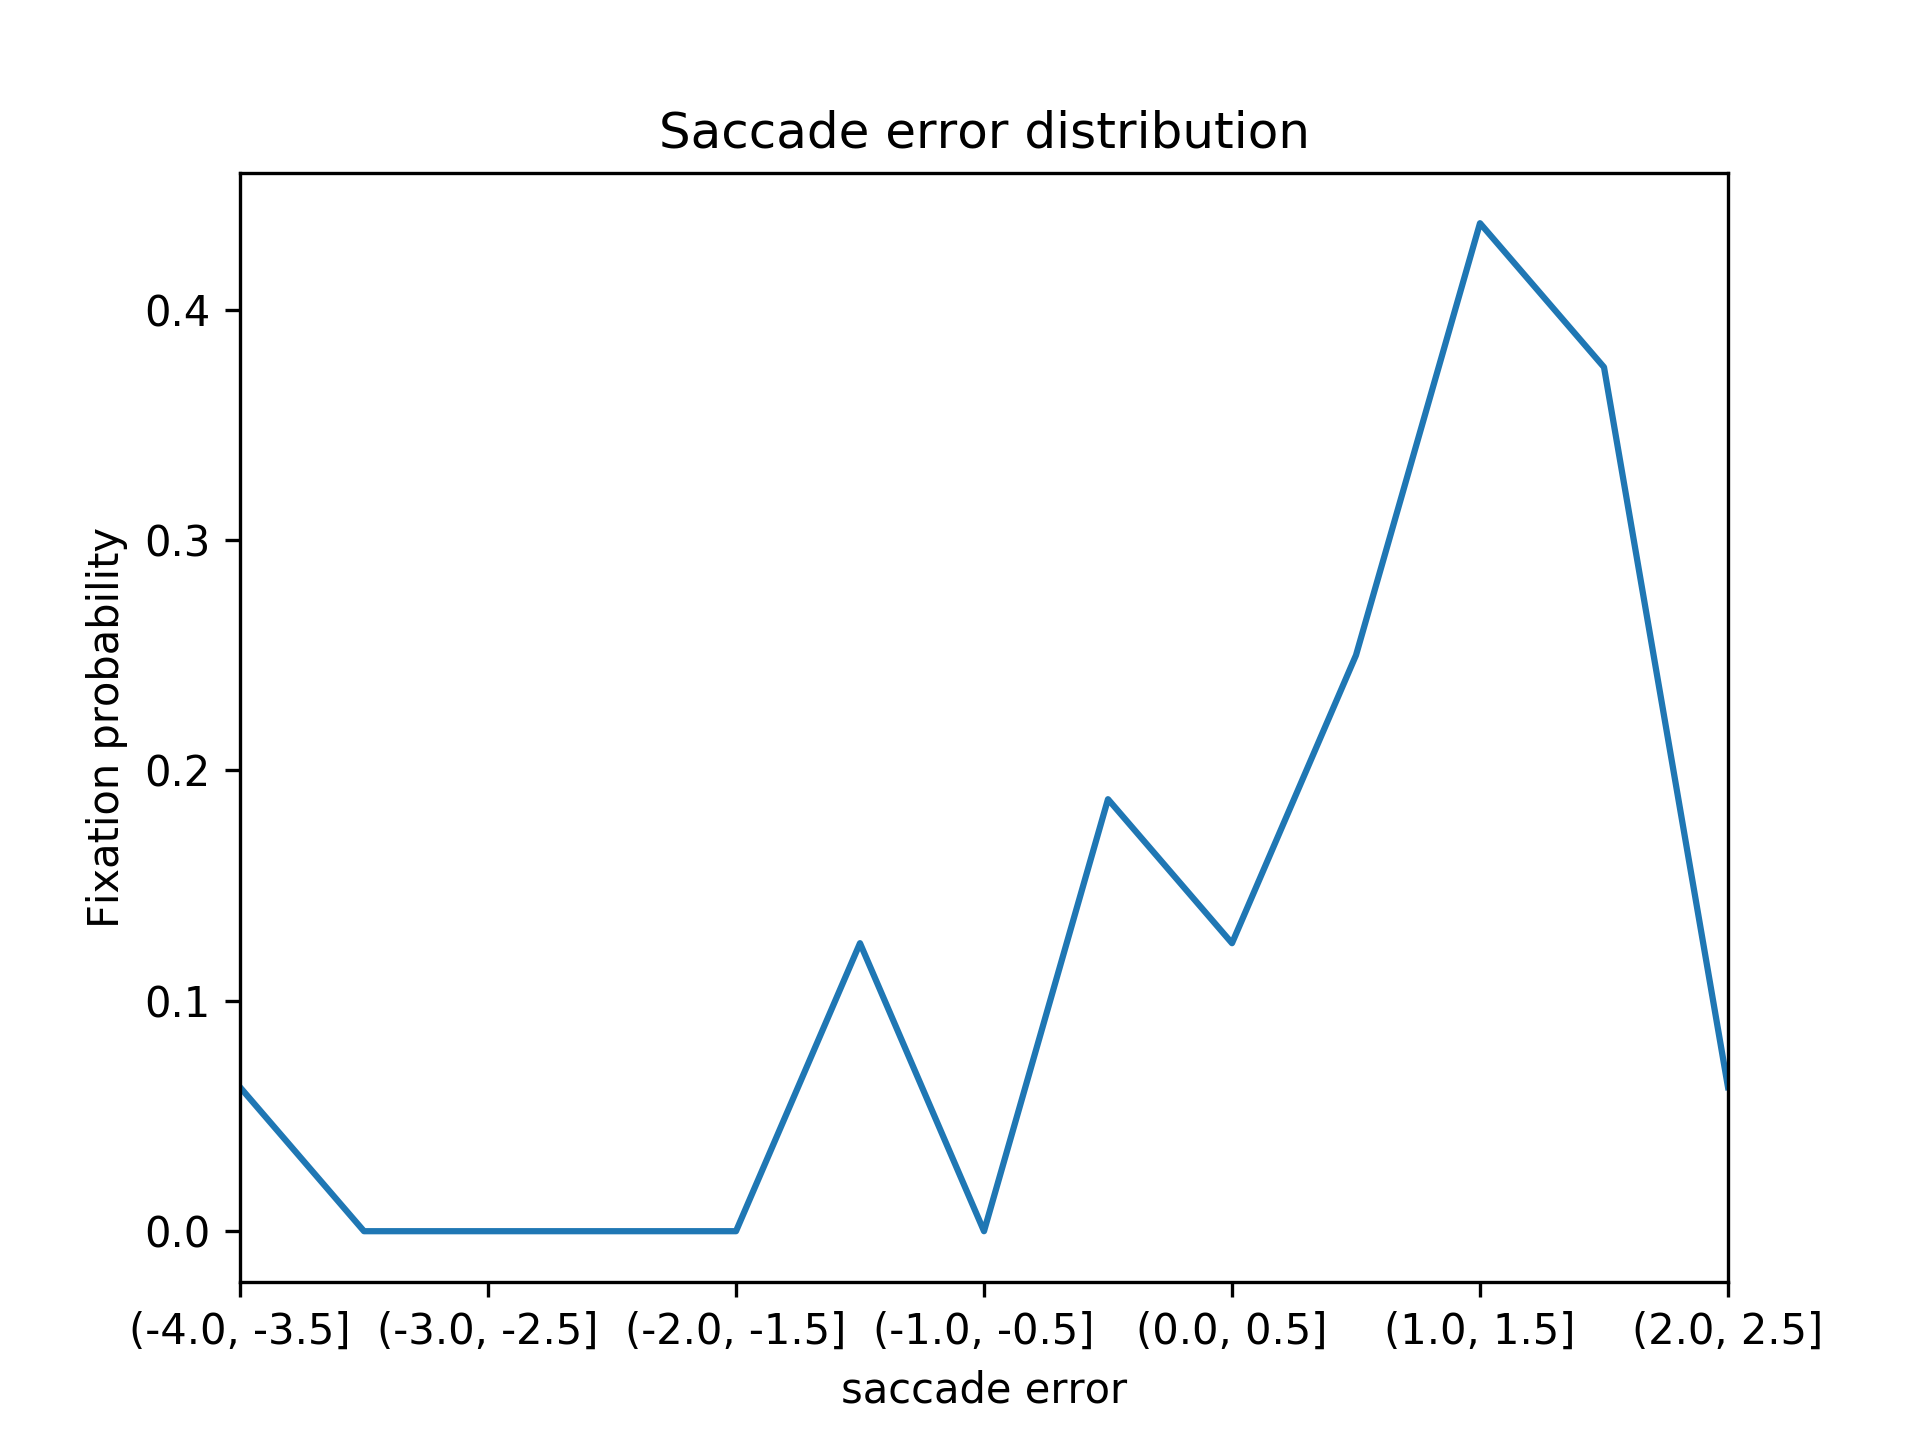 Saccade error distribution
0.4
0.3
0.2
0.1
0.0
Fixation probability
(-4.0, -3.5] (-3.0, -2.5] (-2.0, -1.5] (-1.0, -0.5] (0.0, 0.5] (1.0, 1.5] (2.0, 2.5]
saccade error